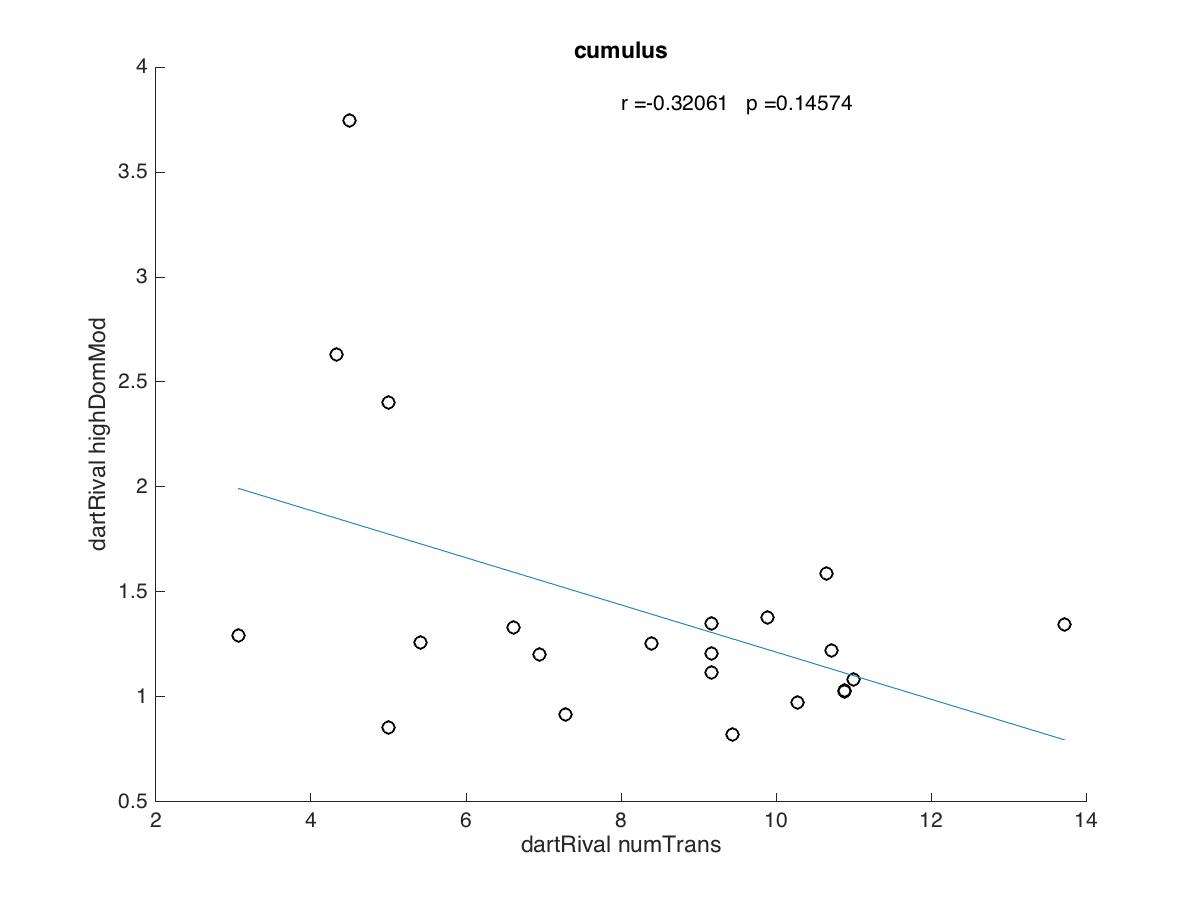 cumulus
r =-0.32061 p =0.14574
4
3.5
3
2.5
2
1.5
1
0.5
dartRival highDomMod
2 4 6 8 10 12 14
dartRival numTrans